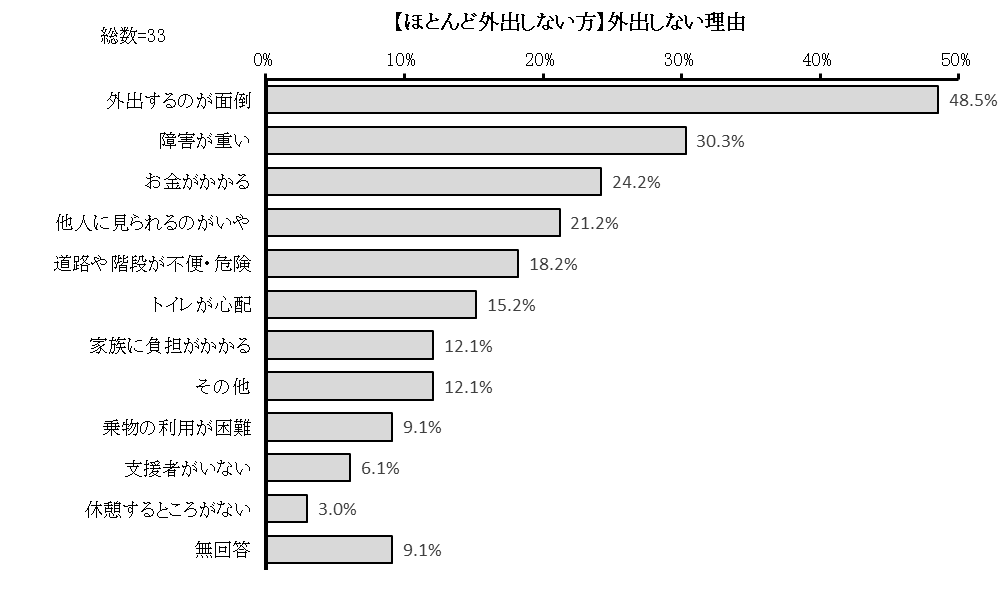 【ほとんど外出しない方】外出しない理由
総数=33
0% 10% 20% 30% 40% 50%
外出するのが面倒 48.5%
障害が重い 30.3%
お金がかかる 24.2%
他人に見られるのがいや 21.2%
道路や階段が不便・危険 18.2%
トイレが心配 15.2%
家族に負担がかかる 12.1%
その他 12.1%
乗物の利用が困難 9.1%
支援者がいない 6.1%
休憩するところがない 3.0%
無回答 9.1%